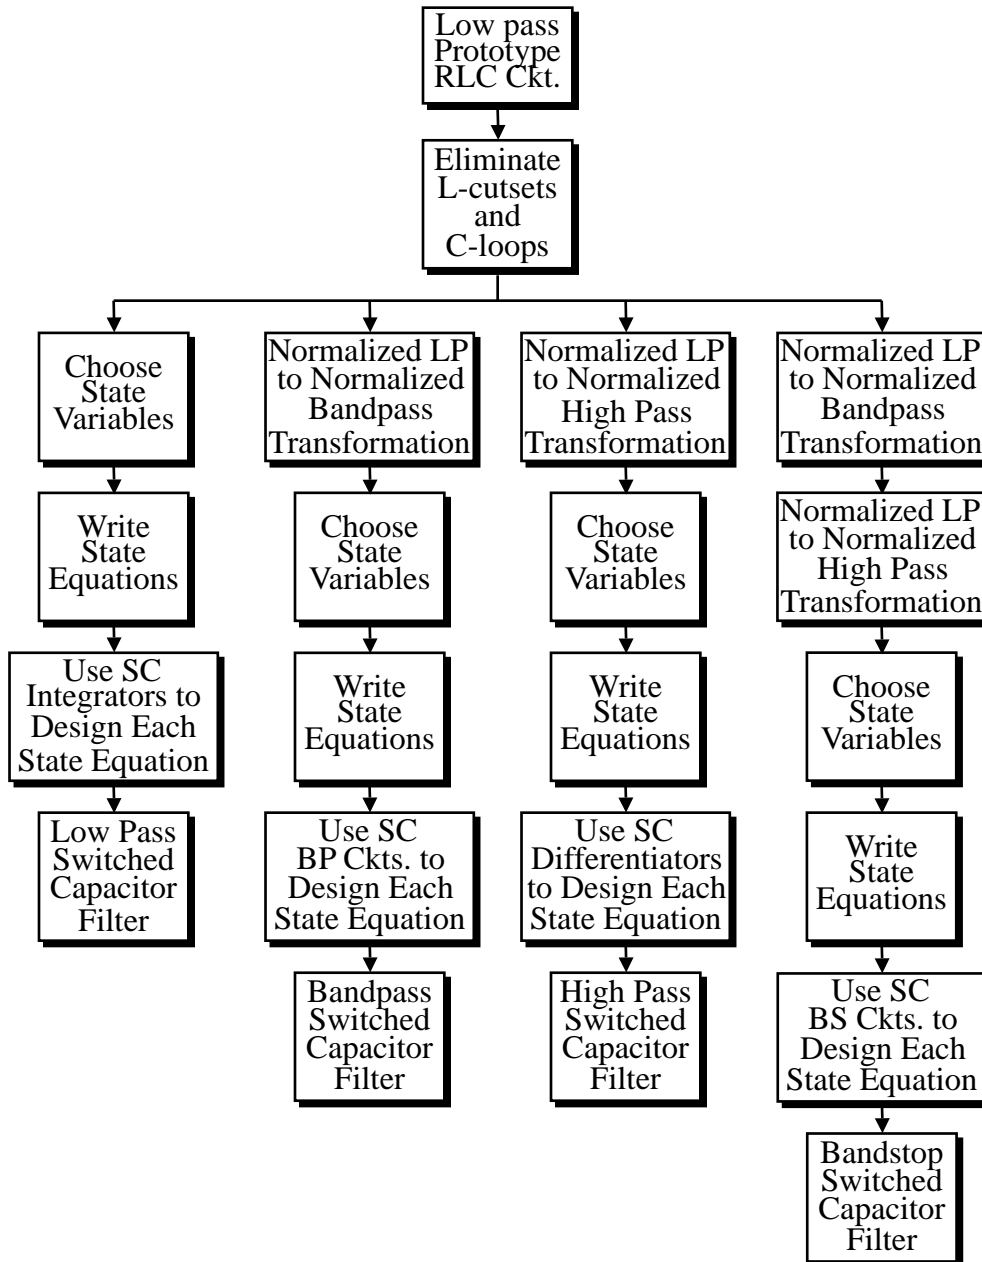 Low pass
Prototype
RLC Ckt.
Eliminate
L-cutsets
and
C-loops
Choose
State
Variables
Write
State
Equations
Use SC
Integrators to
Design Each
State Equation
Low Pass
Switched
Capacitor
Filter
Normalized LP
to Normalized
Bandpass
Transformation
Choose
State
Variables
Write
State
Equations
Use SC
BP Ckts. to
Design Each
State Equation
Bandpass
Switched
Capacitor
Filter
Normalized LP
to Normalized
High Pass
Transformation
Choose
State
Variables
Write
State
Equations
Use SC
Differentiators
to Design Each
State Equation
High Pass
Switched
Capacitor
Filter
Normalized LP
to Normalized
Bandpass
Transformation
Normalized LP
to Normalized
High Pass
Transformation
Choose
State
Variables
Write
State
Equations
Use SC
BS Ckts. to
Design Each
State Equation
Bandstop
Switched
Capacitor
Filter